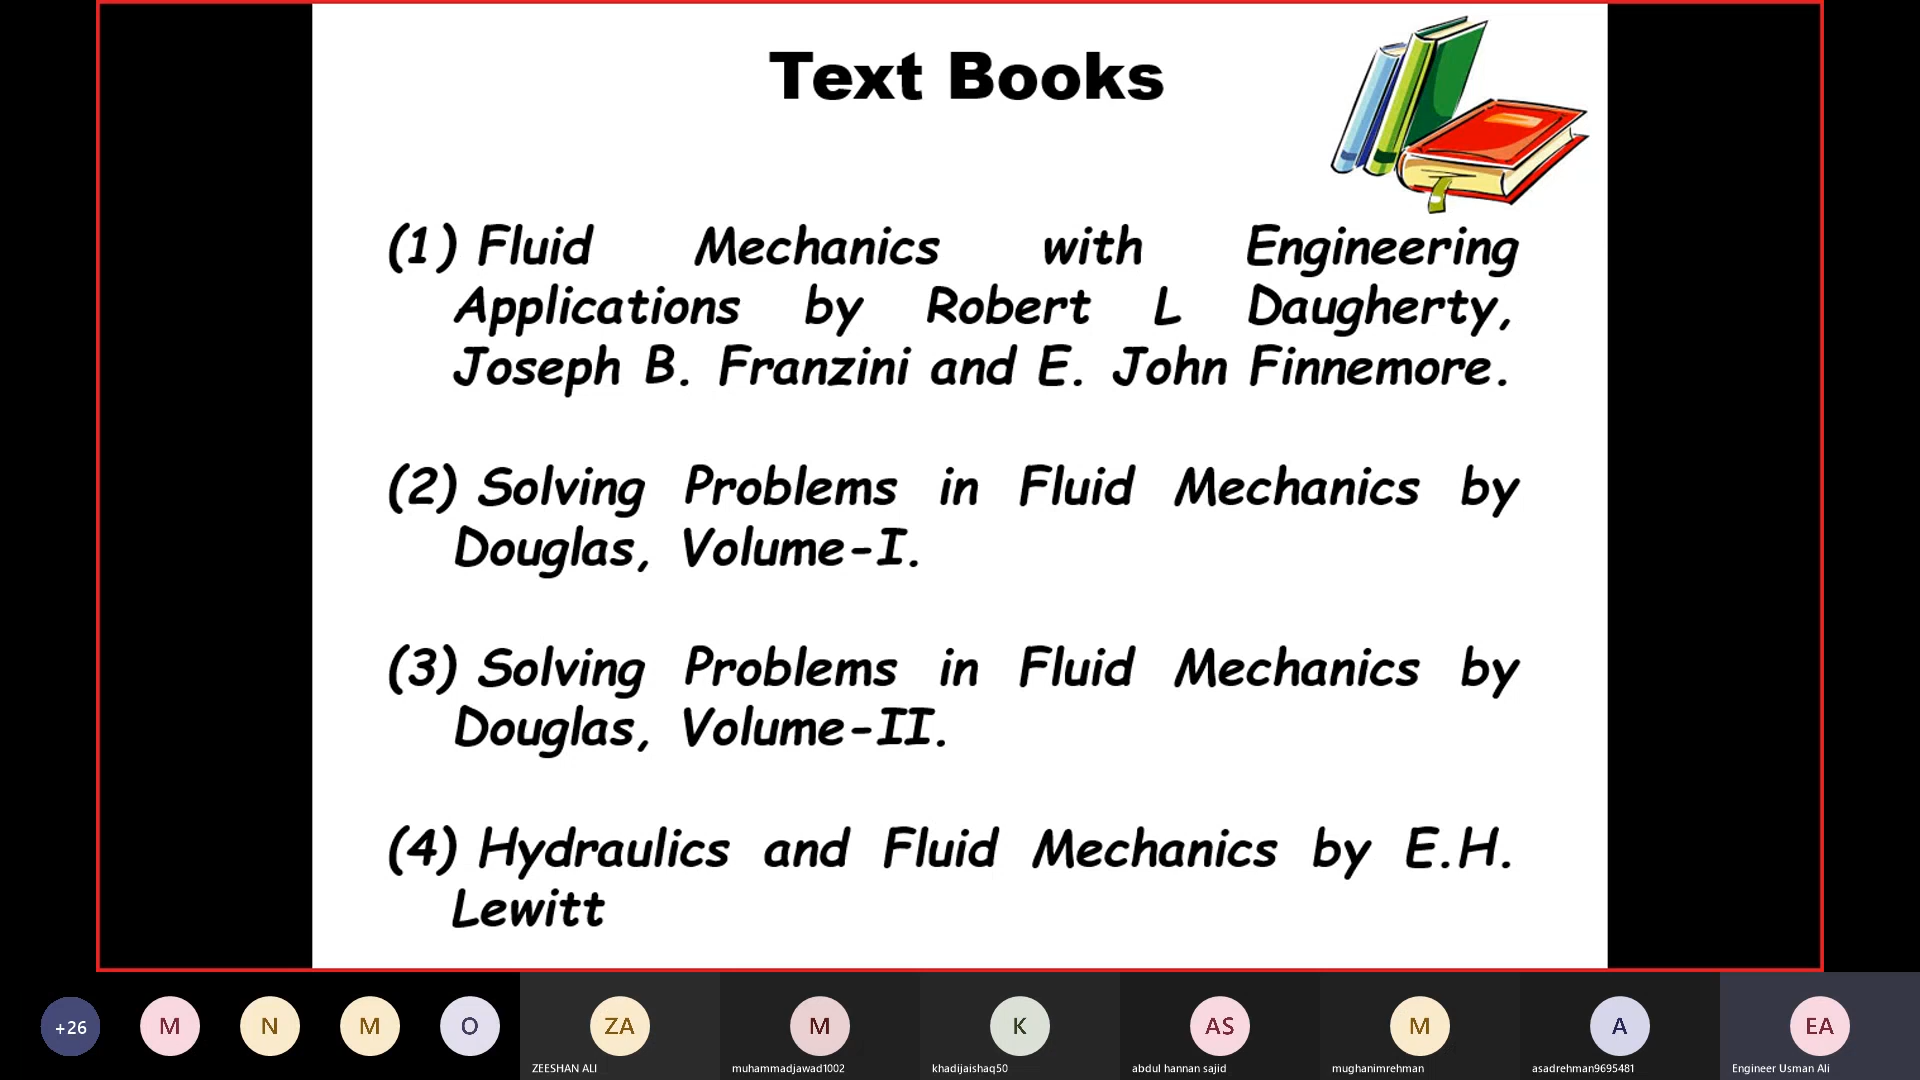 Text Books
(1) Fluid Mechanics with Engineering
Applications by Robert L Daugherty,
Joseph B. Franzini and E. John Finnemore.
(2) Solving Problems in Fluid Mechanics by
Douglas, Volume-I.
(3) Solving Problems in Fluid Mechanics by
Douglas, Volume-II.
(4) Hydraulics and Fluid Mechanics by E.H.
Lewitt
+26 M N M O ZA M K AS M A EA
ZEESHAN ALI muhammadjawad1002 khadijaishaq50 abdul hannan sajid mughanimrehman asadrehman9695481 Engineer Usman Ali